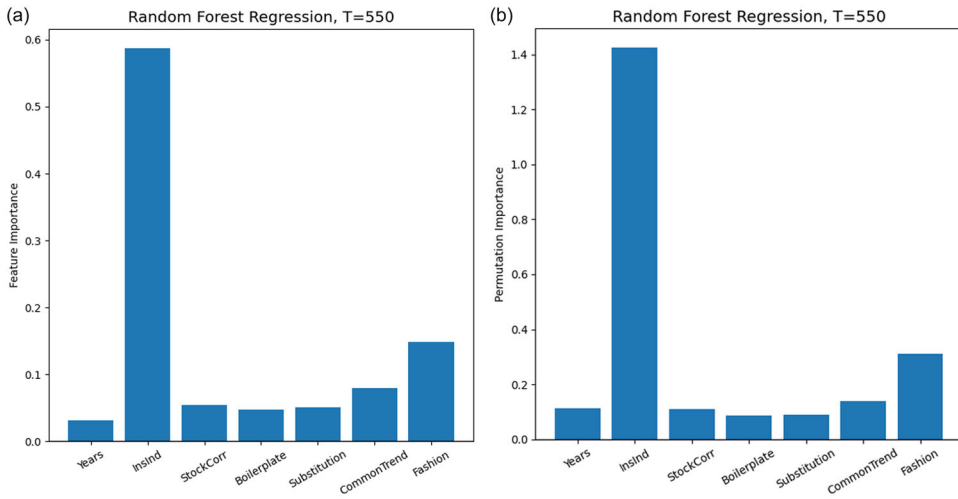 (a)
Random Forest Regression, T=550
Feature Importance
0.6
0.5
0.4
0.3
0.2
0.1
0.0
Years
InsInd
StockCorr
Boilerplate
Substitution
CommonTrend
Fashion
(b)
Random Forest Regression, T=550
Permutation Importance
1.4
1.2
1.0
0.8
0.6
0.4
0.2
0.0
Years
InsInd
StockCorr
Boilerplate
Substitution
CommonTrend
Fashion